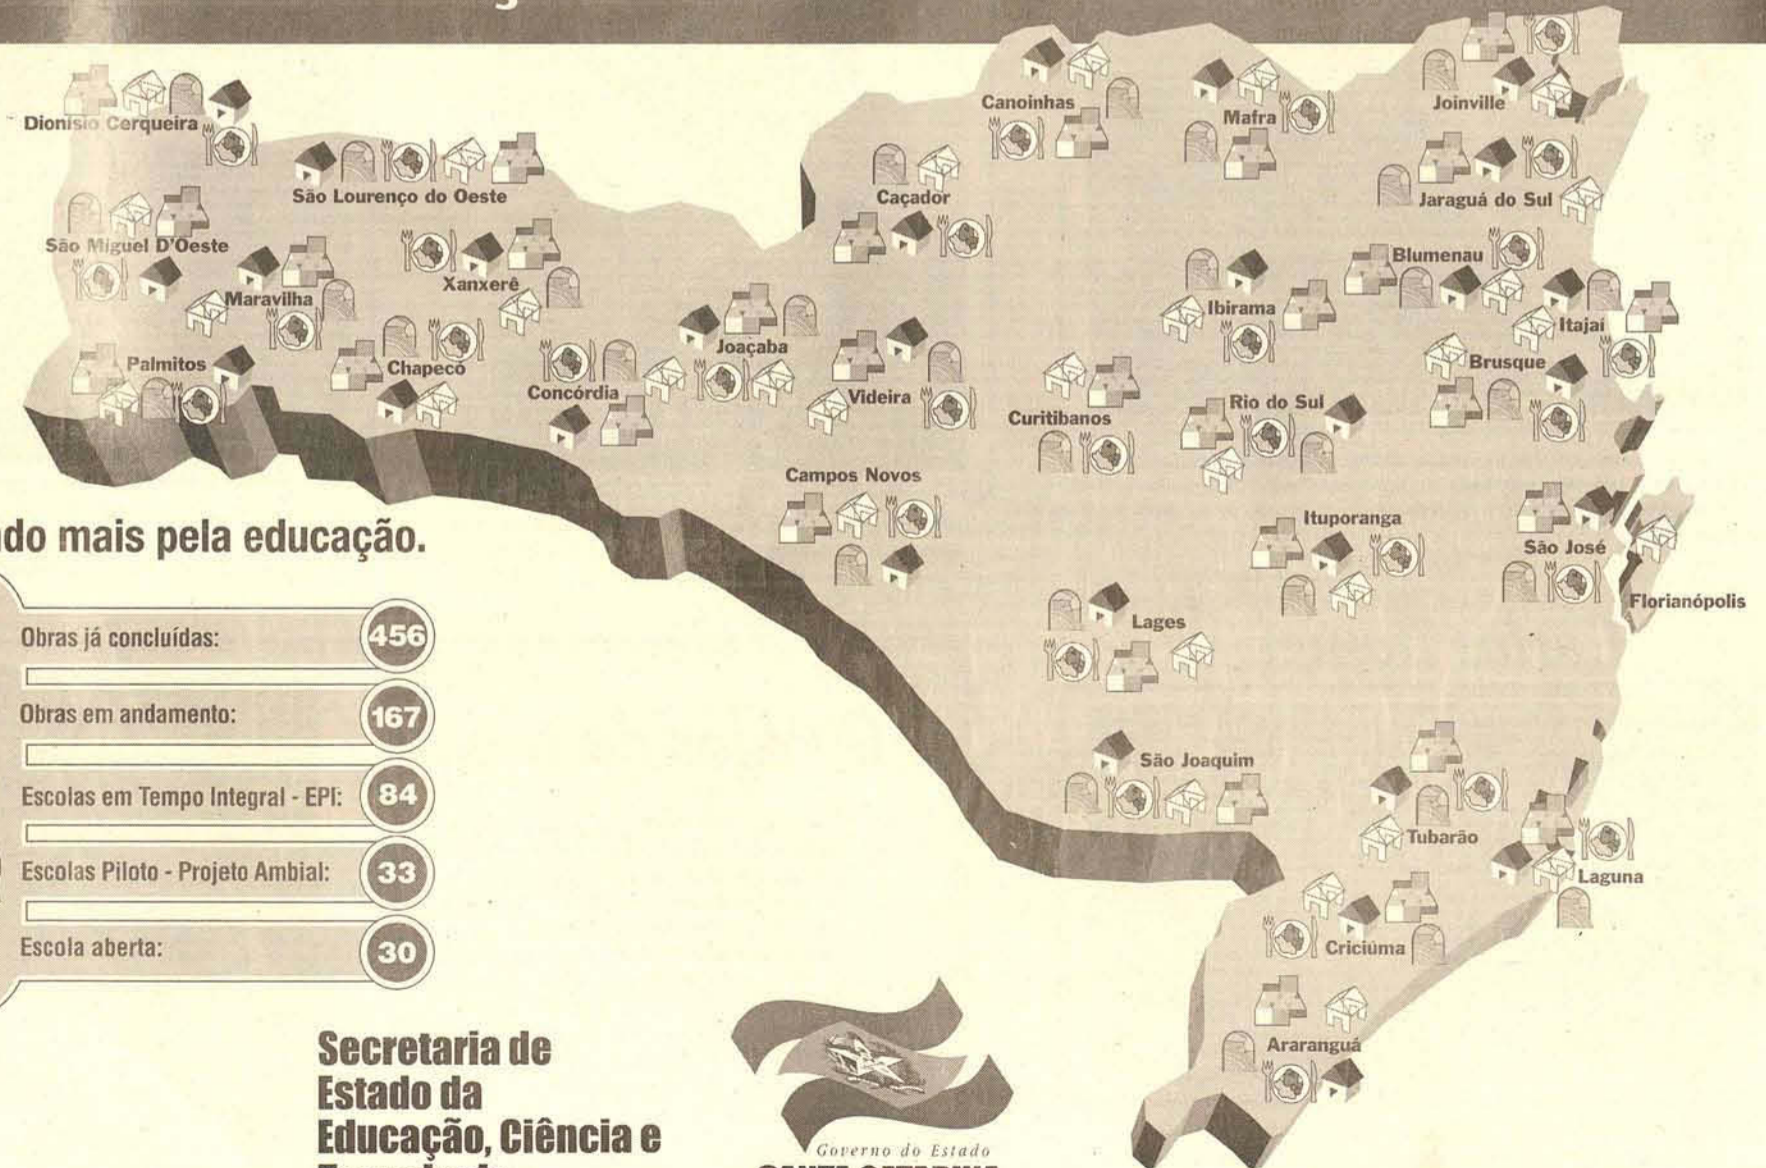 Dionísio Cerqueira
São Lourenço do Oeste
São Miguel D'Oeste
Maravilha
Xanxerê
Palmitos
Chapecó
Concórdia
Joaçaba
Videira
Caçador
Canoinhas
Mafra
Joinville
Jaraguá do Sul
Blumenau
Ibirama
Itajaí
Brusque
Curitibanos
Rio do Sul
Campos Novos
Ituporanga
São José
Florianópolis
Lages
São Joaquim
Tubarão
Laguna
Criciúma
Araranguá
mais pela educação.
Obras já concluídas: 456
Obras em andamento: 167
Escolas em Tempo Integral - EPI: 84
Escolas Piloto - Projeto Ambial: 33
Escola aberta: 30
Secretaria de
Estado da
Educação, Ciência e
Governo do Estado
SANTA CATARINA